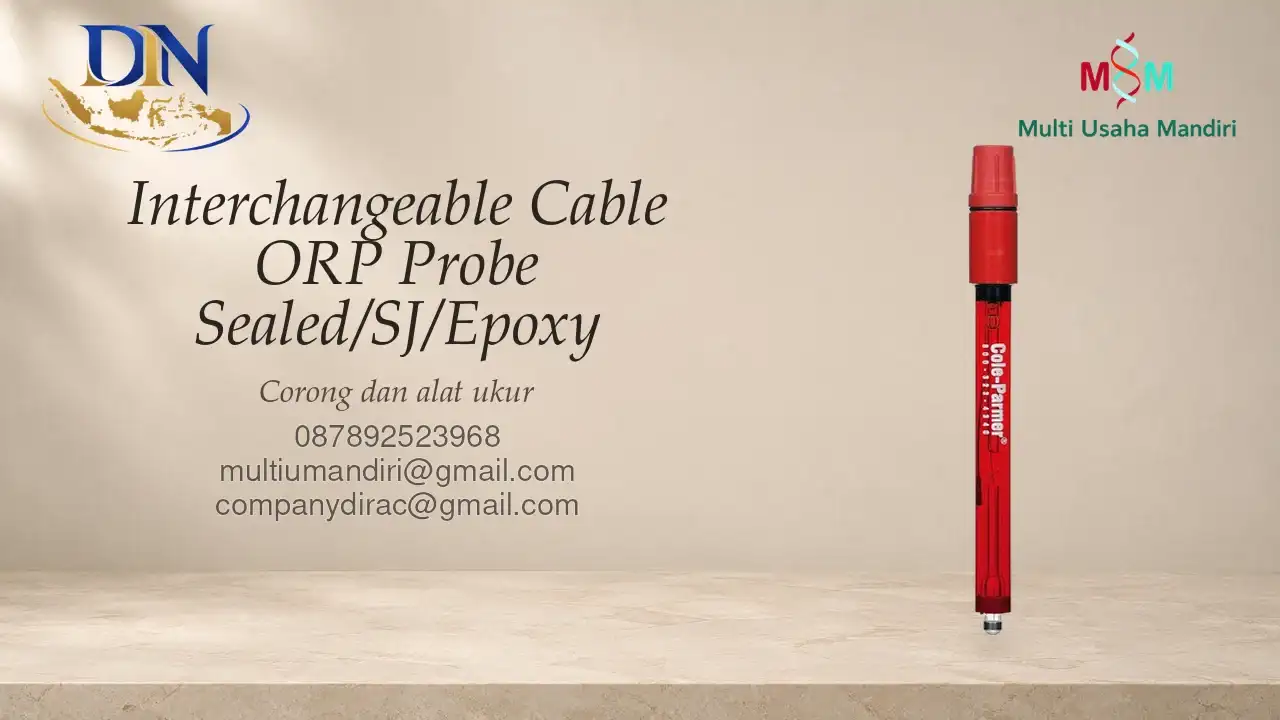 DIN
M M
Multi Usaha Mandiri
Interchangeable Cable
ORP Probe
Sealed/SJ/Epoxy
Corong dan alat ukur
087892523968
multiumandiri@gmail.com
companydirac@gmail.com
Cole-Parmer®